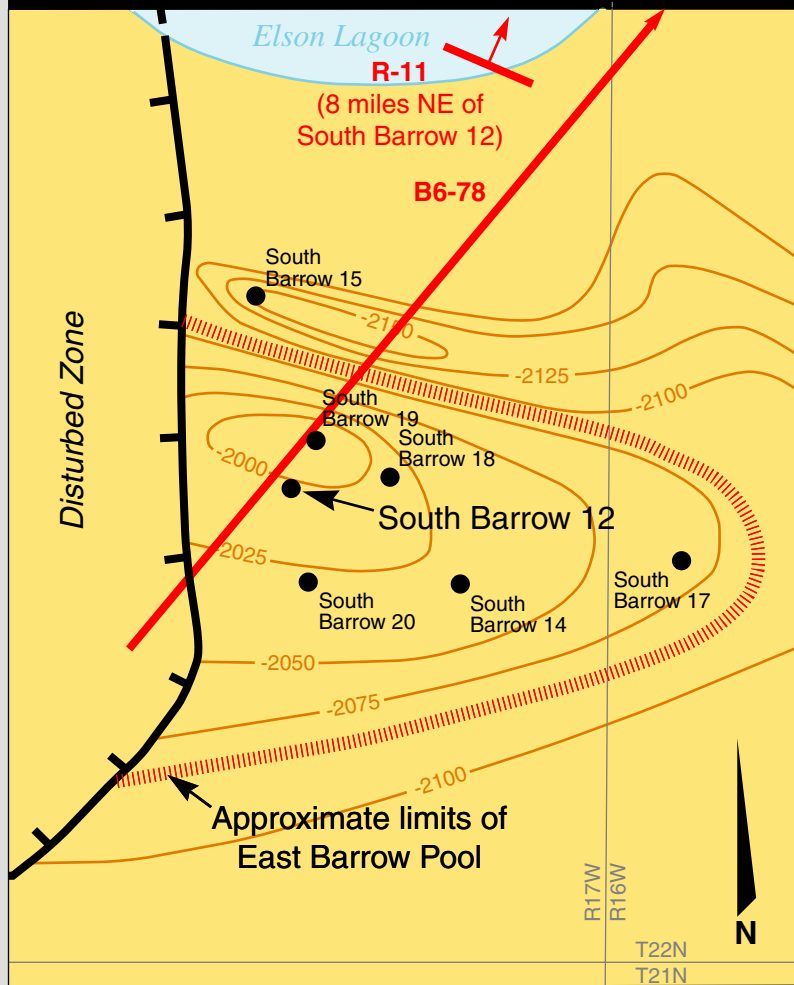 Elson Lagoon
R-11
(8 miles NE of
South Barrow 12)
B6-78
South
Barrow 15
-2150
-2125
-2100
South
Barrow 19
South
Barrow 18
-2000
South Barrow 12
-2025
South
Barrow 20
South
Barrow 14
South
Barrow 17
Disturbed Zone
-2050
-2075
-2100
Approximate limits of
East Barrow Pool
R17W
R16W
N
T22N
T21N